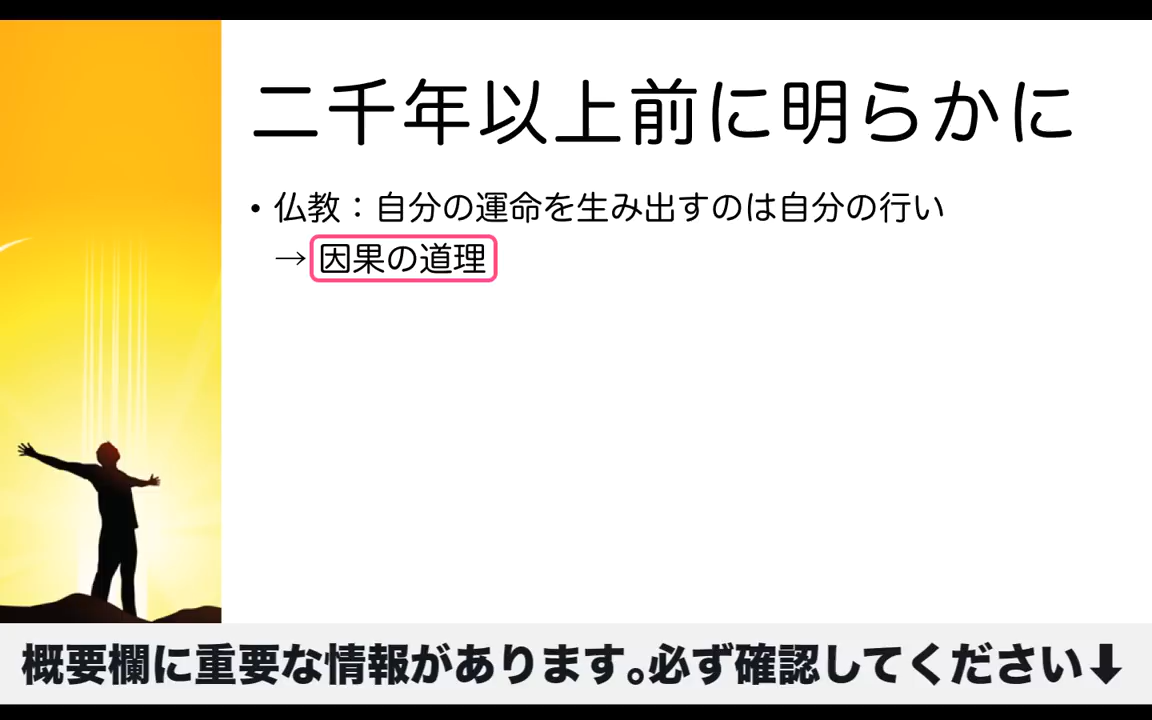 二千年以上前に明らかに
• 仏教：自分の運命を生み出すのは自分の行い
→因果の道理
概要欄に重要な情報があります。必ず確認してください↓